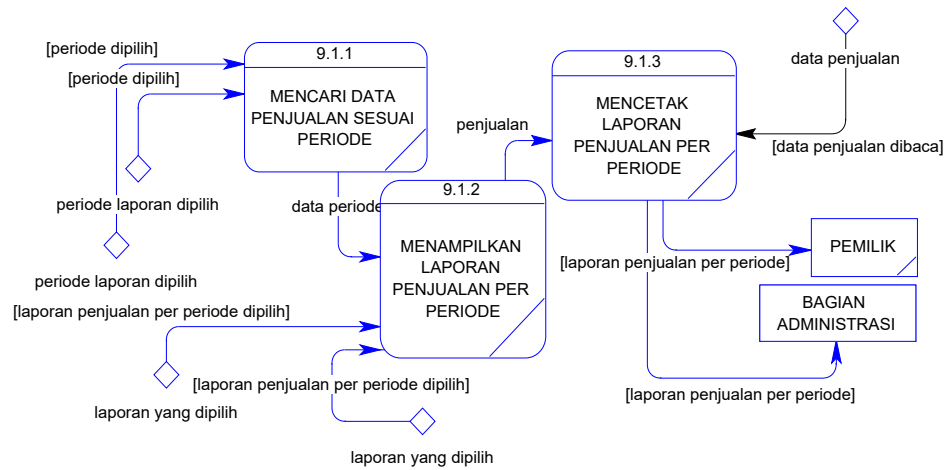 [periode dipilih]
[periode dipilih]
9.1.1
MENCARI DATA
PENJUALAN SESUAI
PERIODE
periode laporan dipilih
periode laporan dipilih
data periode
9.1.2
MENAMPILKAN
LAPORAN
PENJUALAN PER
PERIODE
[laporan penjualan per periode dipilih]
laporan yang dipilih
[laporan penjualan per periode dipilih]
laporan yang dipilih
penjualan
9.1.3
MENCETAK
LAPORAN
PENJUALAN PER
PERIODE
data penjualan
[data penjualan dibaca]
[laporan penjualan per periode]
PEMILIK
BAGIAN
ADMINISTRASI
[laporan penjualan per periode]